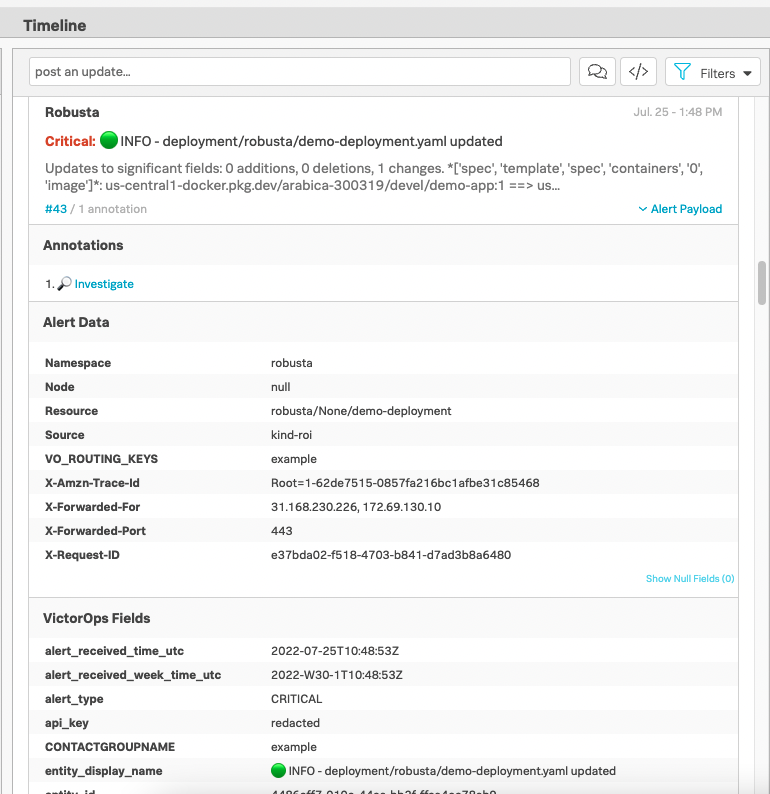 Timeline
post an update...
Filters
Robusta
Jul. 25 - 1:48 PM
Critical: 🟢 INFO - deployment/robusta/demo-deployment.yaml updated
Updates to significant fields: 0 additions, 0 deletions, 1 changes. *['spec', 'template', 'spec', 'containers', '0',
'image']*: us-central1-docker.pkg.dev/arabica-300319/devel/demo-app:1 ==> us...
#43 / 1 annotation
Alert Payload
Annotations
1. 🔎 Investigate
Alert Data
Namespace robusta
Node null
Resource robusta/None/demo-deployment
Source kind-roi
VO_ROUTING_KEYS example
X-Amzn-Trace-Id Root=1-62de7515-0857fa216bc1afbe31c85468
X-Forwarded-For 31.168.230.226, 172.69.130.10
X-Forwarded-Port 443
X-Request-ID e37bda02-f518-4703-b841-d7ad3b8a6480
Show Null Fields (0)
VictorOps Fields
alert_received_time_utc 2022-07-25T10:48:53Z
alert_received_week_time_utc 2022-W30-1T10:48:53Z
alert_type CRITICAL
api_key redacted
CONTACTGROUPNAME example
entity_display_name 🟢 INFO - deployment/robusta/demo-deployment.yaml updated
entity_id